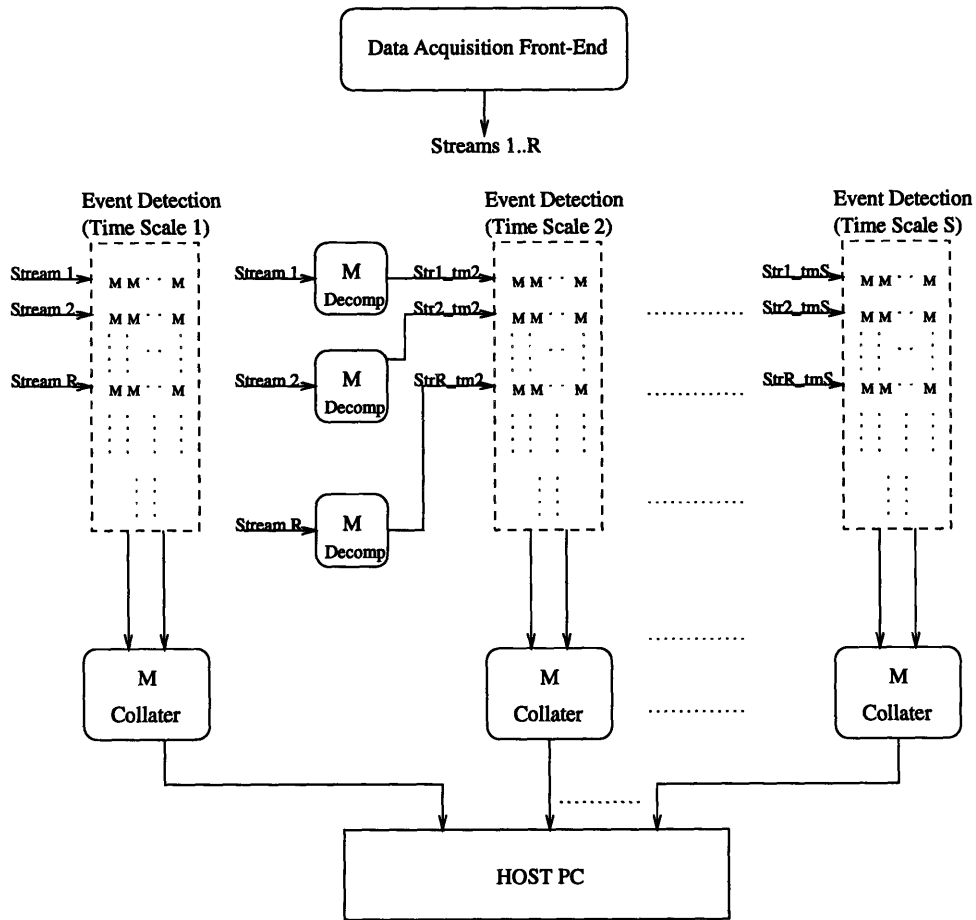 Data Acquisition Front-End
Streams 1..R
Event Detection
(Time Scale 1)
Event Detection
(Time Scale 2)
Event Detection
(Time Scale S)
Stream 1
M M M
Stream 2
M M M
Stream R
M M M
Stream 1
M
Decomp
Str1_tm2
M M M
Str2_tm2
M M M
Stream 2
M
Decomp
StrR_tm2
M M M
Stream R
M
Decomp
Str1_tmS
M M M
Str2_tmS
M M M
StrR_tmS
M M M
M
Collater
M
Collater
M
Collater
HOST PC